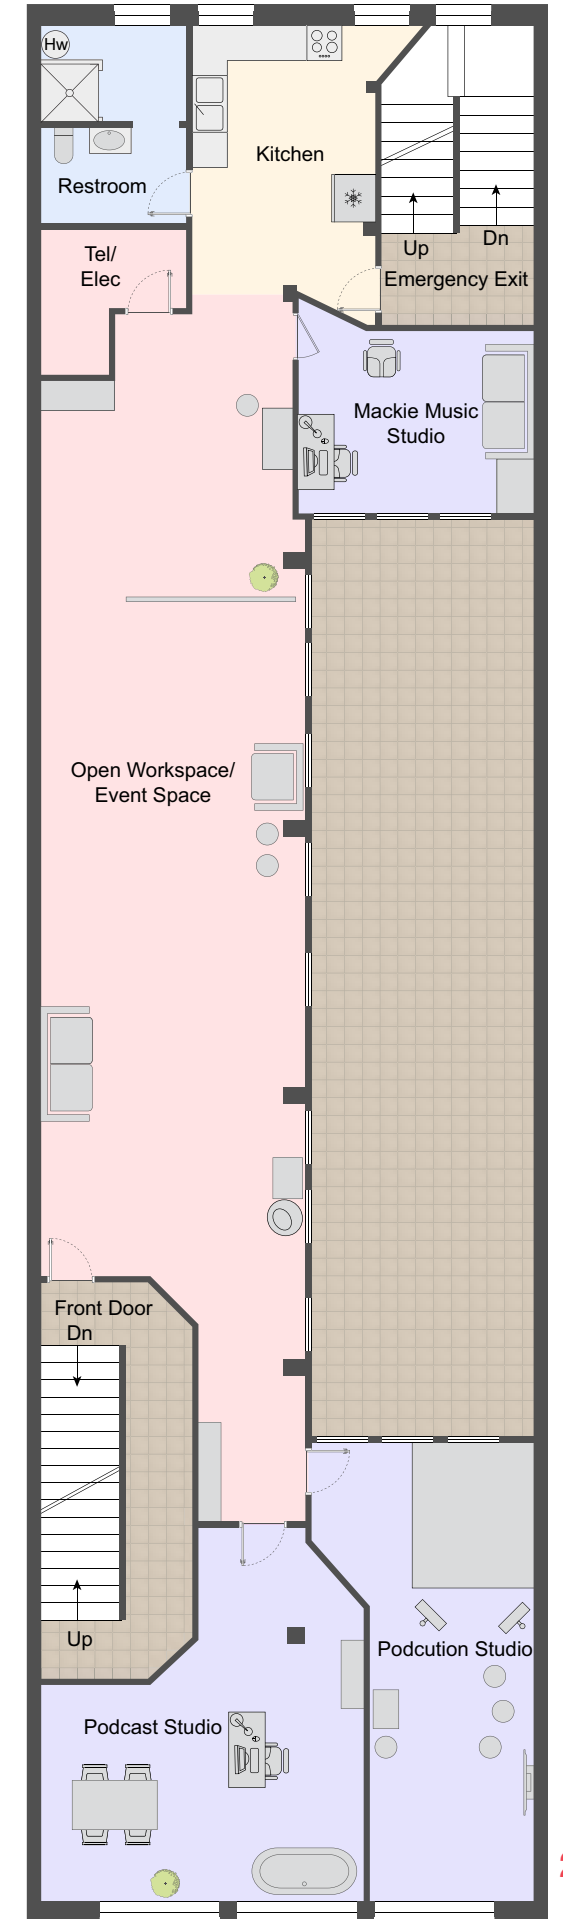 Hw
Kitchen
Restroom
Up
Dn
Tel/
Elec
Emergency Exit
Mackie Music
Studio
Open Workspace/
Event Space
Front Door
Dn
Up
Podcution Studio
Podcast Studio